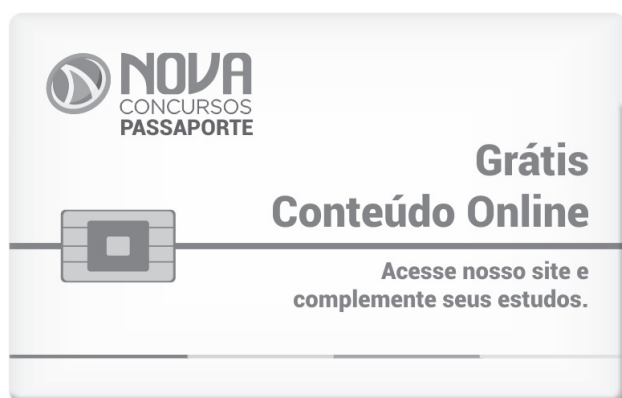 NOVA
CONCURSOS
PASSAPORTE
Grátis
Conteúdo Online
Acesse nosso site e
complemente seus estudos.